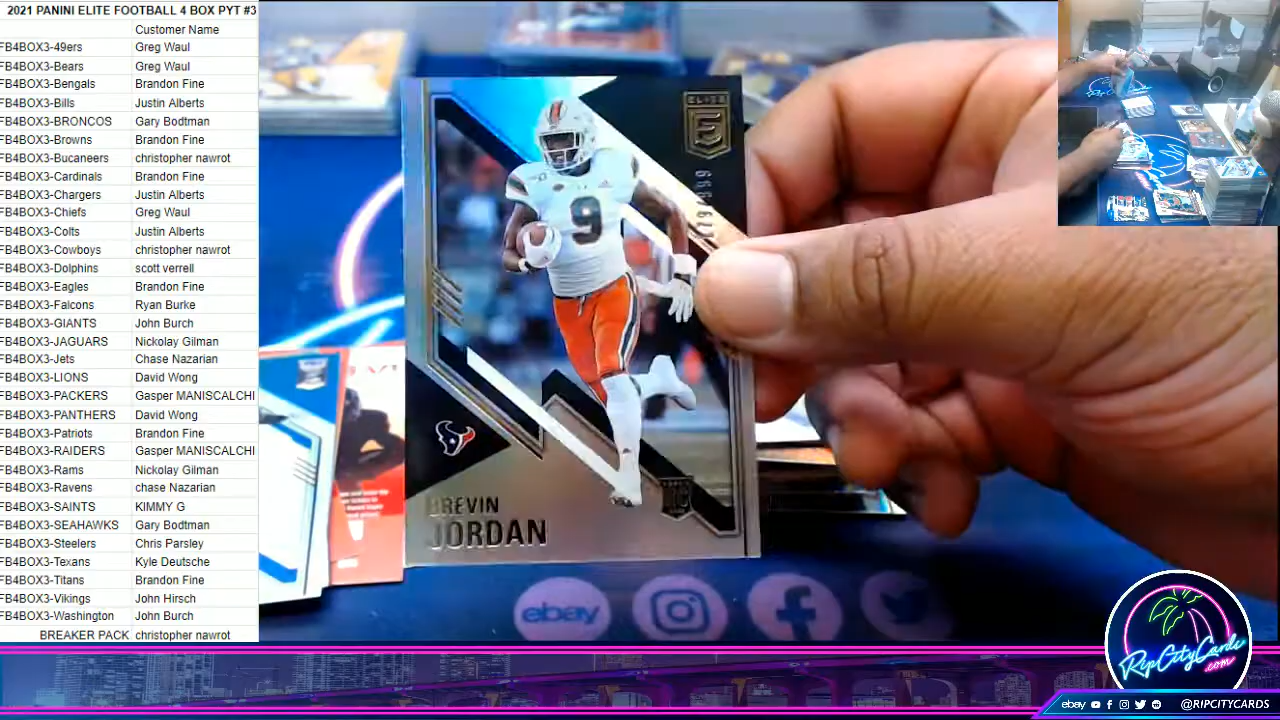 2021 PANINI ELITE FOOTBALL 4 BOX PYT #3
Customer Name
FB4BOX3-49ers Greg Waul
FB4BOX3-Bears Greg Waul
FB4BOX3-Bengals Brandon Fine
FB4BOX3-Bills Justin Alberts
FB4BOX3-BRONCOS Gary Bodtman
FB4BOX3-Browns Brandon Fine
FB4BOX3-Bucaneers christopher nawrot
FB4BOX3-Cardinals Brandon Fine
FB4BOX3-Chargers Justin Alberts
FB4BOX3-Chiefs Greg Waul
FB4BOX3-Colts Justin Alberts
FB4BOX3-Cowboys christopher nawrot
FB4BOX3-Dolphins scott verrell
FB4BOX3-Eagles Brandon Fine
FB4BOX3-Falcons Ryan Burke
FB4BOX3-GIANTS John Burch
FB4BOX3-JAGUARS Nickolay Gilman
FB4BOX3-Jets Chase Nazarian
FB4BOX3-LIONS David Wong
FB4BOX3-PACKERS Gasper MANISCALCHI
FB4BOX3-PANTHERS David Wong
FB4BOX3-Patriots Brandon Fine
FB4BOX3-RAIDERS Gasper MANISCALCHI
FB4BOX3-Rams Nickolay Gilman
FB4BOX3-Ravens chase Nazarian
FB4BOX3-SAINTS KIMMY G
FB4BOX3-SEAHAWKS Gary Bodtman
FB4BOX3-Steelers Chris Parsley
FB4BOX3-Texans Kyle Deutsche
FB4BOX3-Titans Brandon Fine
FB4BOX3-Vikings John Hirsch
FB4BOX3-Washington John Burch
BREAKER PACK christopher nawrot
ELITE
E
9
BREVIN
JORDAN
ebay
RipCityCards
.com
ebay @RIPCITYCARDS